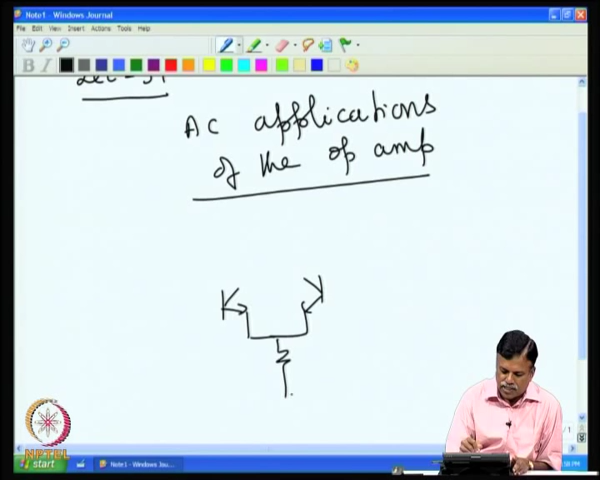 Note1 - Windows Journal
File Edit View Insert Actions Tools Help
B I
AC applications
of the op amp
NPTEL
start
Note1 - Windows Jou...